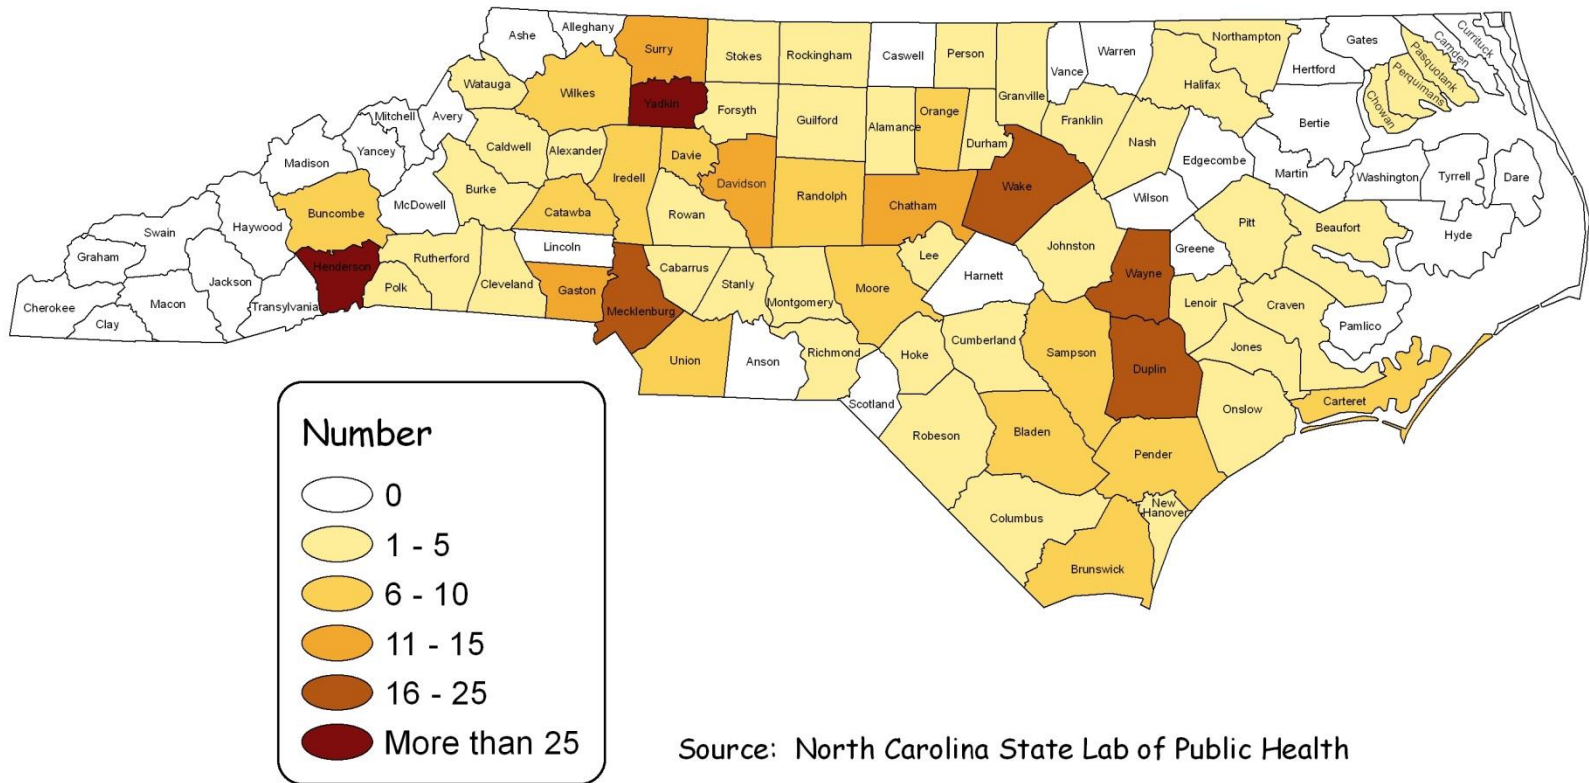 Ashe
Alleghany
Surry
Stokes
Rockingham
Caswell
Person
Granville
Vance
Warren
Northampton
Gates
Currituck
Camden
Pasquotank
Perquimans
Chowan
Hertford
Halifax
Watauga
Wilkes
Yadkin
Forsyth
Guilford
Alamance
Orange
Durham
Franklin
Nash
Bertie
Mitchell
Avery
Yancey
Madison
Caldwell
Alexander
Iredell
Davie
Davidson
Randolph
Chatham
Wake
Edgecombe
Martin
Washington
Tyrrell
Dare
Burke
McDowell
Buncombe
Haywood
Swain
Catawba
Rowan
Wilson
Pitt
Beaufort
Hyde
Graham
Jackson
Henderson
Rutherford
Polk
Cleveland
Lincoln
Gaston
Cabarrus
Stanly
Montgomery
Moore
Lee
Harnett
Johnston
Wayne
Greene
Lenoir
Craven
Pamlico
Cherokee
Clay
Macon
Transylvania
Mecklenburg
Union
Anson
Richmond
Hoke
Scotland
Cumberland
Sampson
Duplin
Jones
Onslow
Carteret
Robeson
Bladen
Pender
Columbus
New
Hanover
Brunswick
Number
0
1 - 5
6 - 10
11 - 15
16 - 25
More than 25
Source: North Carolina State Lab of Public Health